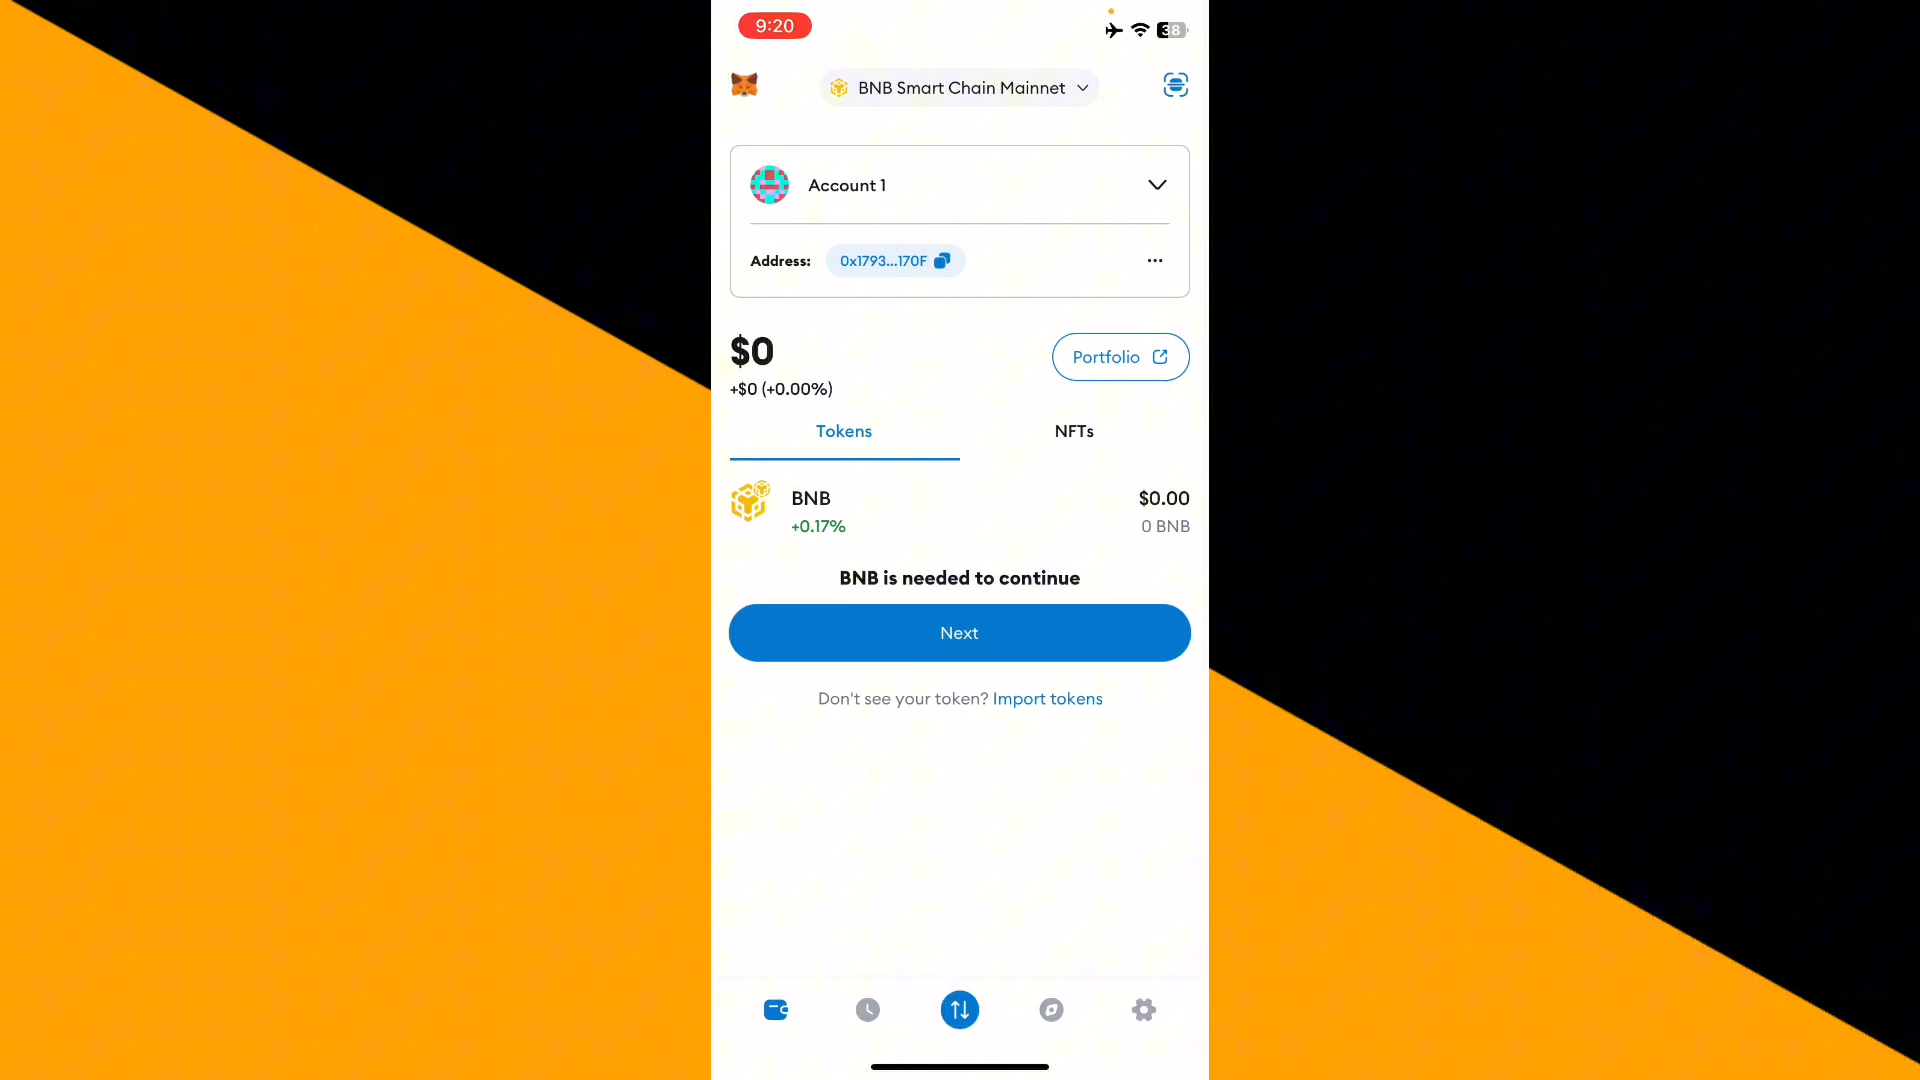 9:20
38
BNB Smart Chain Mainnet
Account 1
Address: 0x1793...170F
$0
Portfolio
+$0 (+0.00%)
Tokens NFTs
BNB $0.00
+0.17% 0 BNB
BNB is needed to continue
Next
Don't see your token? Import tokens